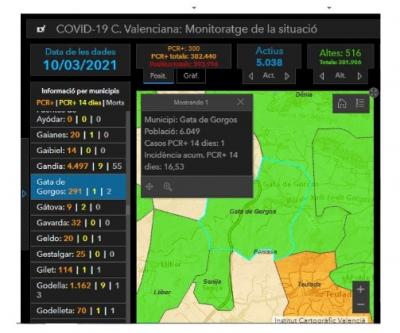 COVID-19 C. Valenciana: Monitoratge de la situació
Data de les dades
10/03/2021
PCR+: 300
PCR+ totals: 382.440
Actius
5.038
Altes: 516
Totals: 381.906
Posit.
Gràf.
Act.
Alt.
Informació per municipis
PCR+ | PCR+ 14 dies | Morts
Ayódar: 0 | 0 | 0
Gaianes: 20 | 1 | 0
Gaibiel: 14 | 0 | 0
Gandia: 4.497 | 9 | 55
Gata de
Gorgos: 291 | 1 | 2
Gátova: 9 | 2 | 0
Gavarda: 32 | 0 | 0
Geldo: 20 | 0 | 1
Gestalgar: 25 | 0 | 0
Gilet: 114 | 1 | 1
Godella: 1.162 | 9 | 1
3
Godelleta: 70 | 1 | 1
Mostrando 1
Municipi: Gata de Gorgos
Població: 6.049
Casos PCR+ 14 dies: 1
Incidència acum. PCR+ 14
dies: 16,53
Dénia
Gata de Gorgos
Teulada
Llíber
Senija
Institut Cartogràfic Valencià